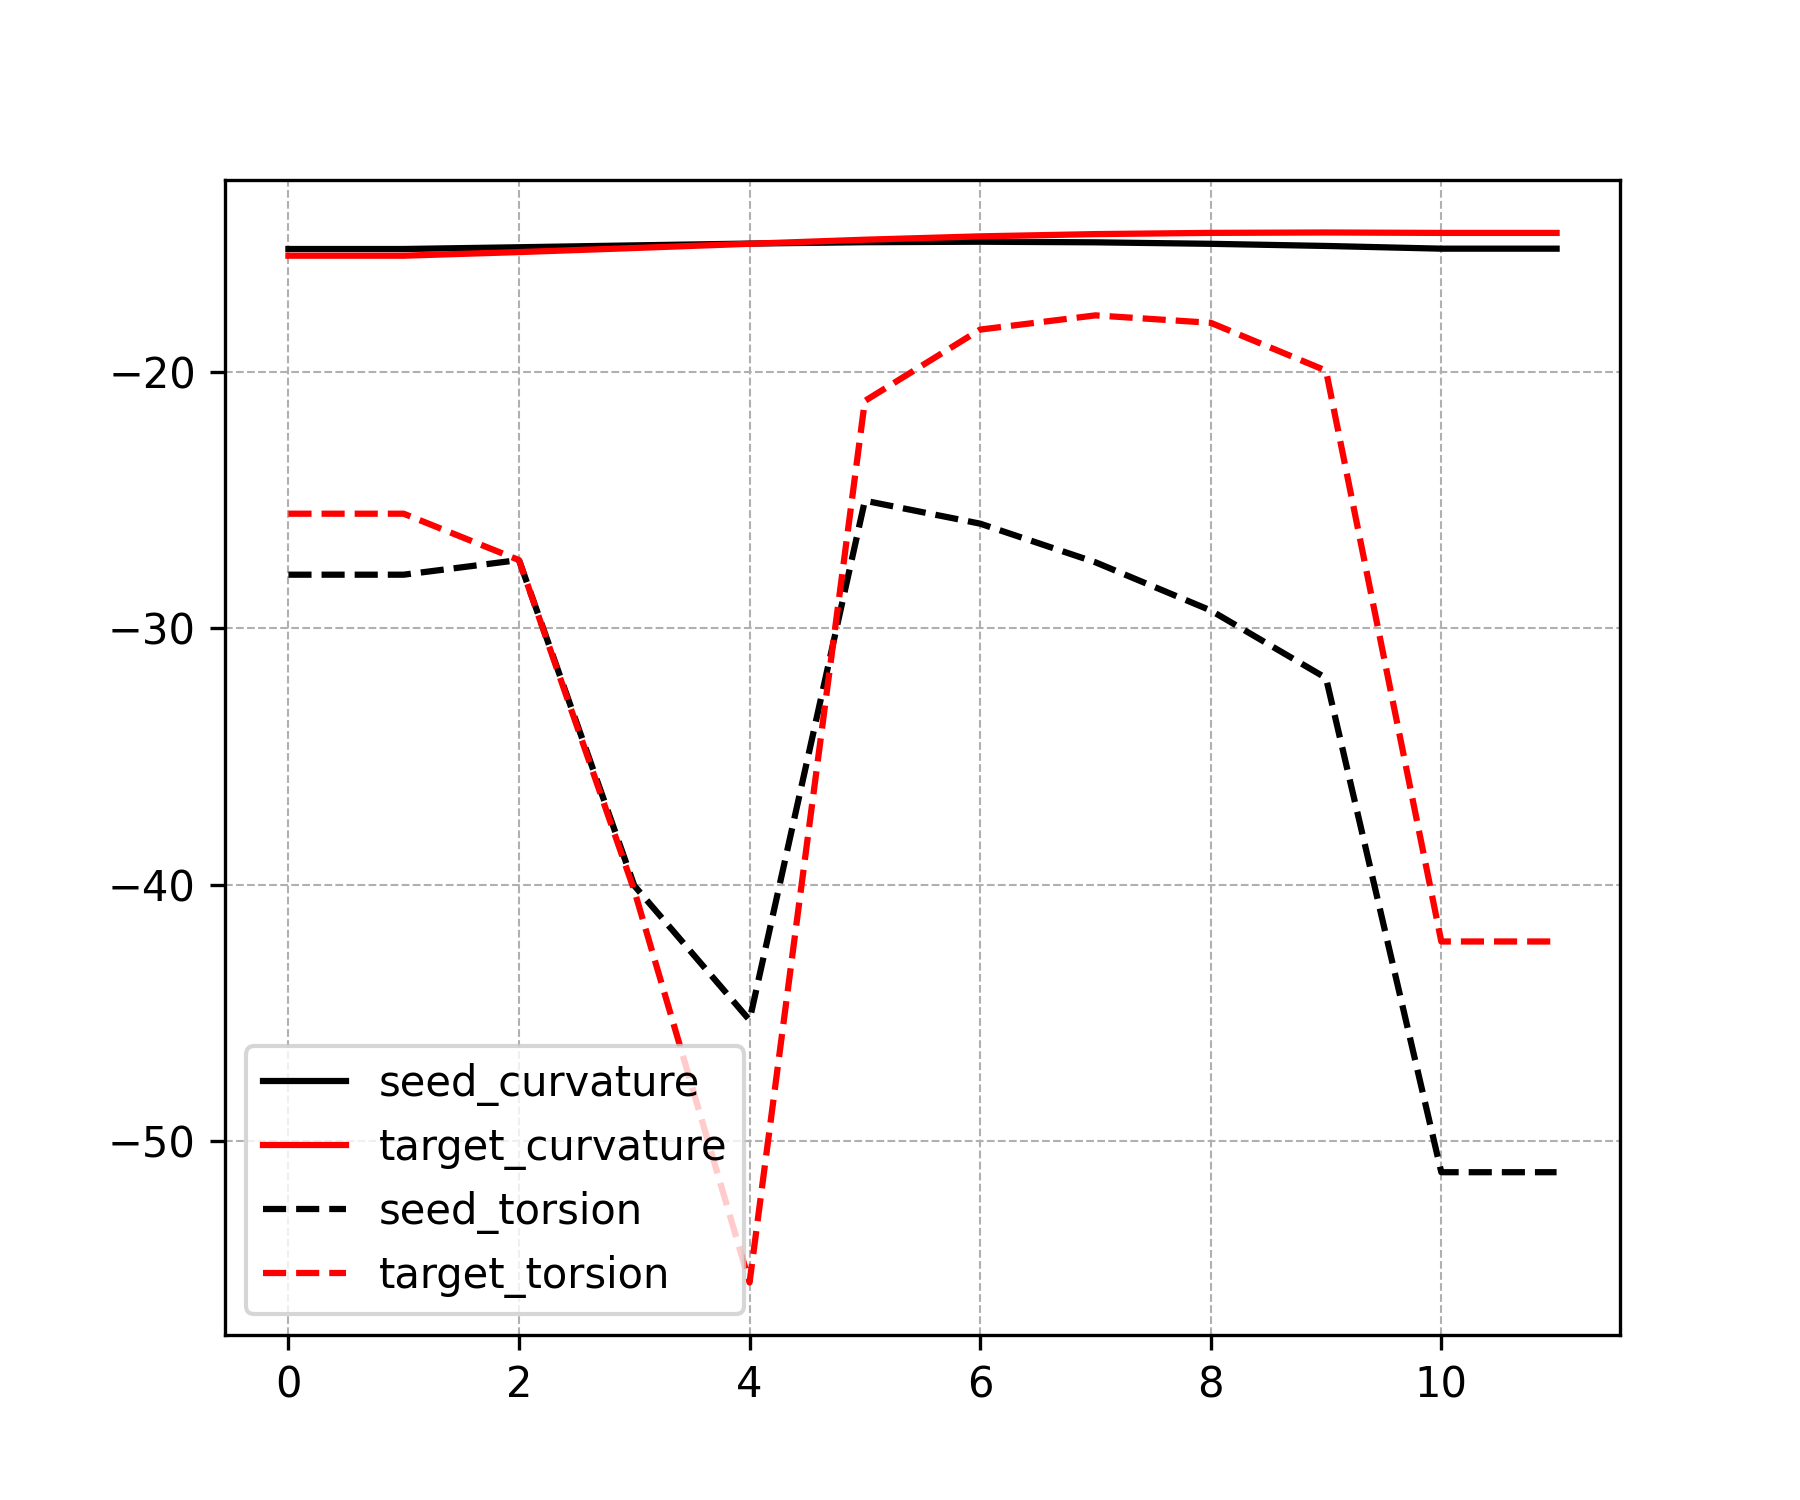 −20
−30
−40
−50
seed_curvature
target_curvature
seed_torsion
target_torsion
0 2 4 6 8 10